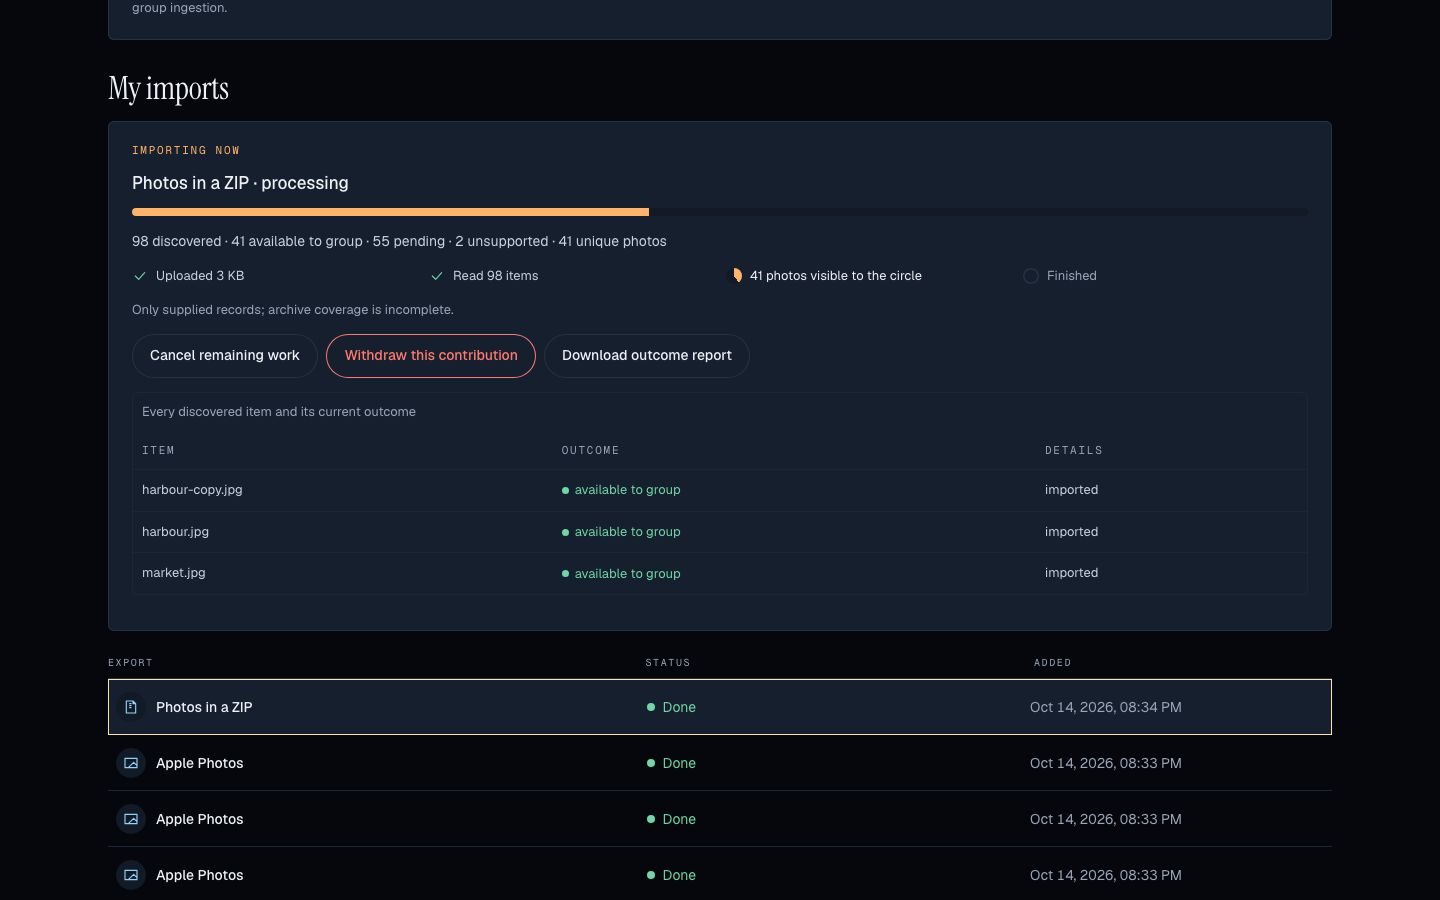 group ingestion.
My imports
IMPORTING NOW
Photos in a ZIP · processing
98 discovered · 41 available to group · 55 pending · 2 unsupported · 41 unique photos
Uploaded 3 KB
Read 98 items
41 photos visible to the circle
Finished
Only supplied records; archive coverage is incomplete.
Cancel remaining work
Withdraw this contribution
Download outcome report
Every discovered item and its current outcome
ITEM OUTCOME DETAILS
harbour-copy.jpg available to group imported
harbour.jpg available to group imported
market.jpg available to group imported
EXPORT STATUS ADDED
Photos in a ZIP Done Oct 14, 2026, 08:34 PM
Apple Photos Done Oct 14, 2026, 08:33 PM
Apple Photos Done Oct 14, 2026, 08:33 PM
Apple Photos Done Oct 14, 2026, 08:33 PM